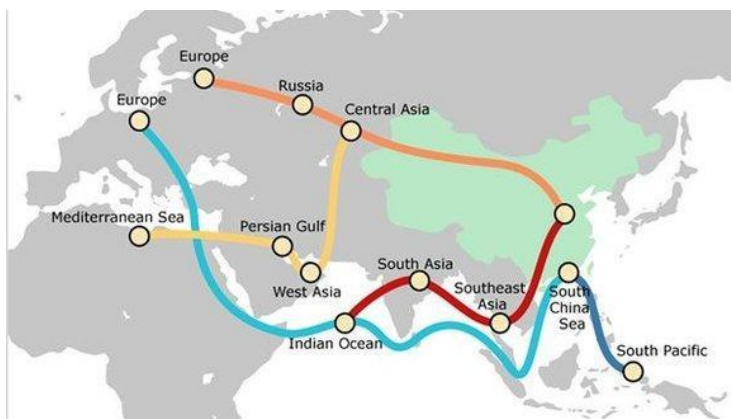 Europe
Europe
Russia
Central Asia
Mediterranean Sea
Persian Gulf
West Asia
South Asia
Southeast
Asia
Indian Ocean
South
China
Sea
South Pacific